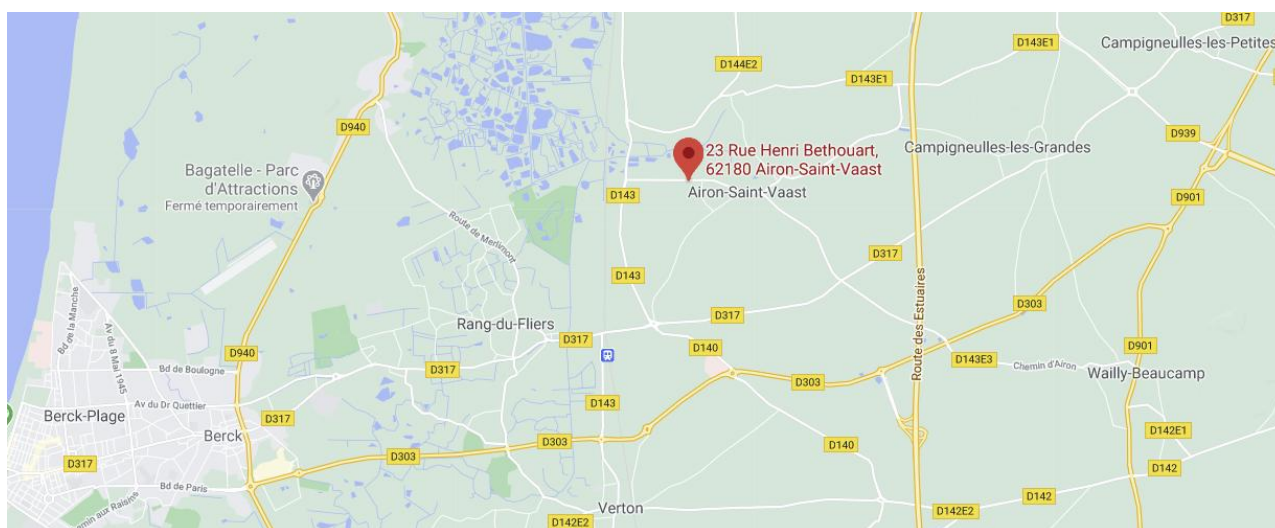 D317
D143E1
Campigneulles-les-Petites
D144E2
D143E1
D940
D939
23 Rue Henri Bethouart,
62180 Airon-Saint-Vaast
Campigneulles-les-Grandes
Bagatelle - Parc
d'Attractions
Fermé temporairement
Airon-Saint-Vaast
D143
D901
Route de Merlimont
D317
D143
Route des Estuaires
D303
Bd de la Manche
Av du 8 Mai 1945
Rang-du-Fliers
D317
D317
D140
D901
D940
D143E3
Chemin d'Airon
Wailly-Beaucamp
Bd de Boulogne
D317
D303
Av du Dr Quettier
D143
Berck-Plage
D317
Berck
D142E1
D303
D140
D303
D317
D142
Bd de Paris
D142
Verton
D142E2
D142E2
emin aux Raisins